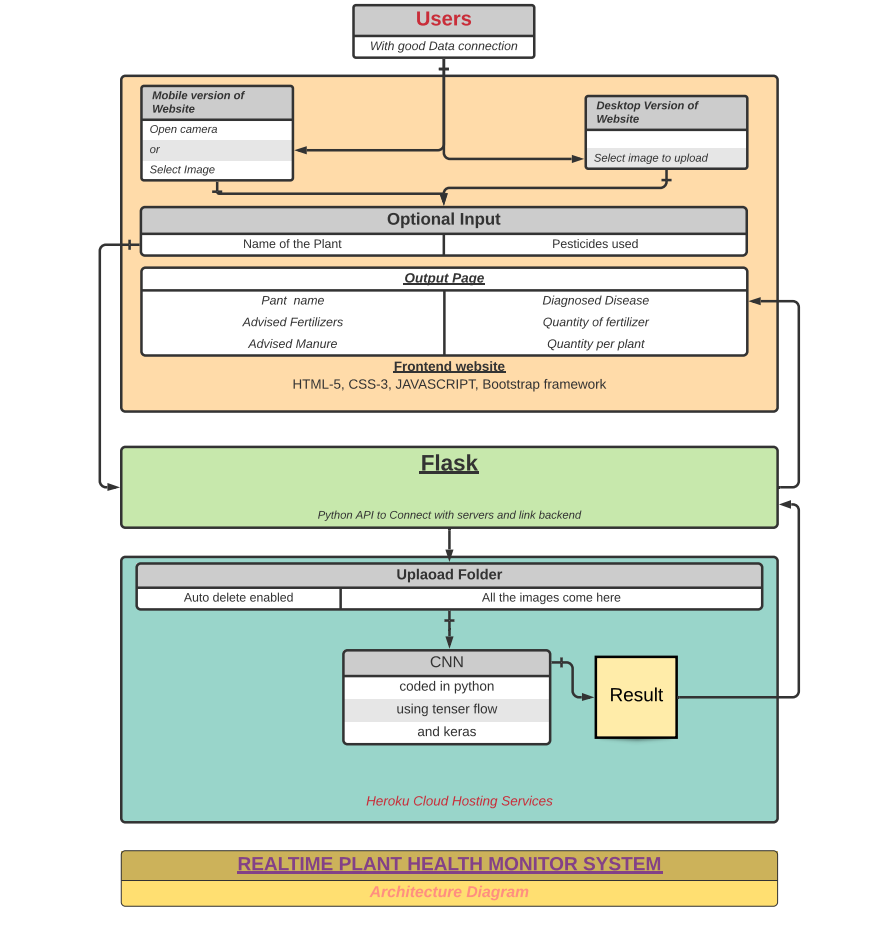 Users
With good Data connection
Mobile version of
Website
Open camera
or
Select Image
Desktop Version of
Website
Select image to upload
Optional Input
Name of the Plant
Pesticides used
Output Page
Pant  name
Diagnosed Disease
Advised Fertilizers
Quantity of fertilizer
Advised Manure
Quantity per plant
Frontend website
HTML-5, CSS-3, JAVASCRIPT, Bootstrap framework
Flask
Python API to Connect with servers and link backend
Uplaoad Folder
Auto delete enabled
All the images come here
CNN
coded in python
using tenser flow
and keras
Result
Heroku Cloud Hosting Services
REALTIME PLANT HEALTH MONITOR SYSTEM
Architecture Diagram